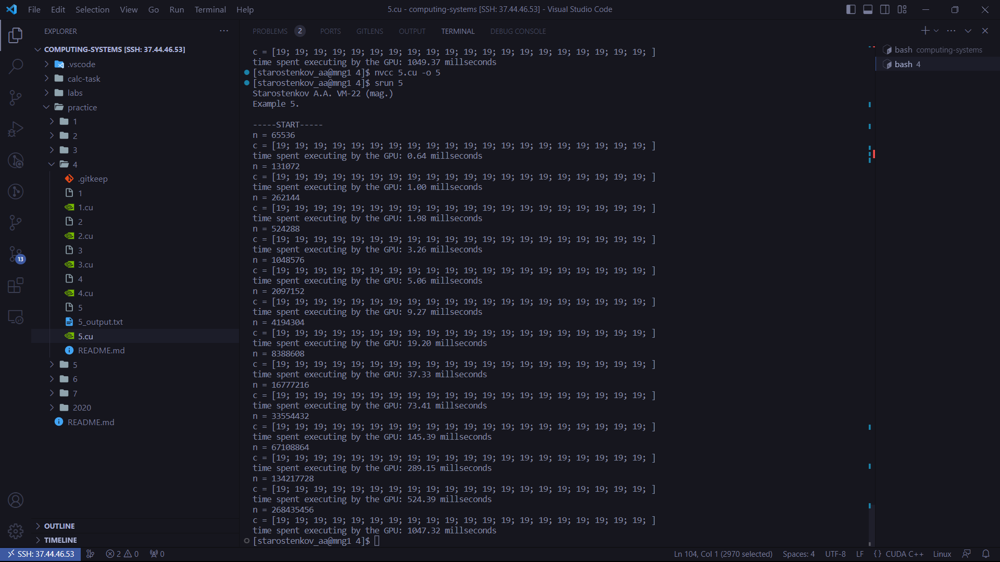 File Edit Selection View Go Run Terminal Help
5.cu - computing-systems [SSH: 37.44.46.53] - Visual Studio Code
EXPLORER
COMPUTING-SYSTEMS [SSH: 37.44.46.53]
.vscode
calc-task
labs
practice
1
2
3
4
.gitkeep
1
1.cu
2
2.cu
3
3.cu
4
4.cu
5
5_output.txt
5.cu
README.md
5
6
7
2020
README.md
OUTLINE
TIMELINE
13
PROBLEMS 2 PORTS GITLENS OUTPUT TERMINAL DEBUG CONSOLE
c = [19; 19; 19; 19; 19; 19; 19; 19; 19; 19; 19; 19; 19; 19; 19; 19; 19; 19; 19; 19; ]
time spent executing by the GPU: 1049.37 millseconds
[starostenkov_aa@mng1 4]$ nvcc 5.cu -o 5
[starostenkov_aa@mng1 4]$ srun 5
Starostenkov A.A. VM-22 (mag.)
Example 5.
-----START-----
n = 65536
c = [19; 19; 19; 19; 19; 19; 19; 19; 19; 19; 19; 19; 19; 19; 19; 19; 19; 19; 19; 19; ]
time spent executing by the GPU: 0.64 millseconds
n = 131072
c = [19; 19; 19; 19; 19; 19; 19; 19; 19; 19; 19; 19; 19; 19; 19; 19; 19; 19; 19; 19; ]
time spent executing by the GPU: 1.00 millseconds
n = 262144
c = [19; 19; 19; 19; 19; 19; 19; 19; 19; 19; 19; 19; 19; 19; 19; 19; 19; 19; 19; 19; ]
time spent executing by the GPU: 1.98 millseconds
n = 524288
c = [19; 19; 19; 19; 19; 19; 19; 19; 19; 19; 19; 19; 19; 19; 19; 19; 19; 19; 19; 19; ]
time spent executing by the GPU: 3.26 millseconds
n = 1048576
c = [19; 19; 19; 19; 19; 19; 19; 19; 19; 19; 19; 19; 19; 19; 19; 19; 19; 19; 19; 19; ]
time spent executing by the GPU: 5.06 millseconds
n = 2097152
c = [19; 19; 19; 19; 19; 19; 19; 19; 19; 19; 19; 19; 19; 19; 19; 19; 19; 19; 19; 19; ]
time spent executing by the GPU: 9.27 millseconds
n = 4194304
c = [19; 19; 19; 19; 19; 19; 19; 19; 19; 19; 19; 19; 19; 19; 19; 19; 19; 19; 19; 19; ]
time spent executing by the GPU: 19.20 millseconds
n = 8388608
c = [19; 19; 19; 19; 19; 19; 19; 19; 19; 19; 19; 19; 19; 19; 19; 19; 19; 19; 19; 19; ]
time spent executing by the GPU: 37.33 millseconds
n = 16777216
c = [19; 19; 19; 19; 19; 19; 19; 19; 19; 19; 19; 19; 19; 19; 19; 19; 19; 19; 19; 19; ]
time spent executing by the GPU: 73.41 millseconds
n = 33554432
c = [19; 19; 19; 19; 19; 19; 19; 19; 19; 19; 19; 19; 19; 19; 19; 19; 19; 19; 19; 19; ]
time spent executing by the GPU: 145.39 millseconds
n = 67108864
c = [19; 19; 19; 19; 19; 19; 19; 19; 19; 19; 19; 19; 19; 19; 19; 19; 19; 19; 19; 19; ]
time spent executing by the GPU: 289.15 millseconds
n = 134217728
c = [19; 19; 19; 19; 19; 19; 19; 19; 19; 19; 19; 19; 19; 19; 19; 19; 19; 19; 19; 19; ]
time spent executing by the GPU: 524.39 millseconds
n = 268435456
c = [19; 19; 19; 19; 19; 19; 19; 19; 19; 19; 19; 19; 19; 19; 19; 19; 19; 19; 19; 19; ]
time spent executing by the GPU: 1047.32 millseconds
[starostenkov_aa@mng1 4]$
bash computing-systems
bash 4
SSH: 37.44.46.53 2 0 0
Ln 104, Col 1 (2970 selected) Spaces: 4 UTF-8 LF {} CUDA C++ Linux